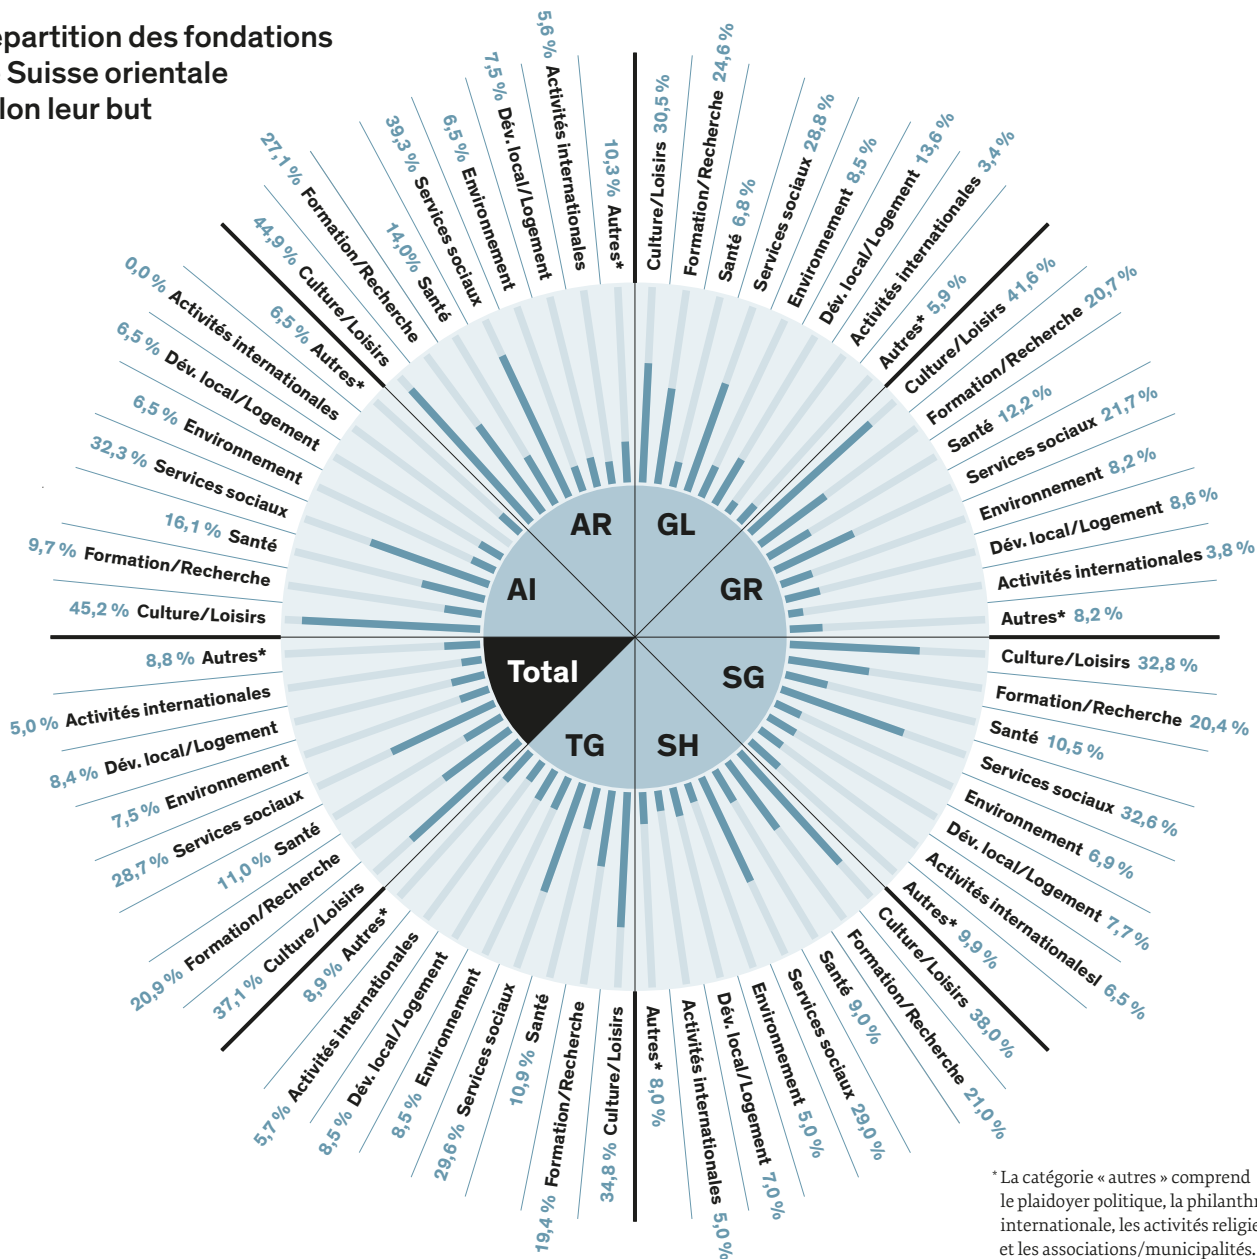 épartition des fondations
Suisse orientale
lon leur but
Culture/Loisirs 30,5 %
Formation/Recherche 24,6 %
Santé 6,8 %
Services sociaux 28,8 %
Environnement 8,5 %
Dév. local/Logement 13,6 %
Activités internationales 3,4 %
Autres* 5,9 %
Culture/Loisirs 41,6 %
Formation/Recherche 20,7 %
Santé 12,2 %
Services sociaux 21,7 %
Environnement 8,2 %
Dév. local/Logement 8,6 %
Activités internationales 3,8 %
Autres* 8,2 %
Culture/Loisirs 32,8 %
Formation/Recherche 20,4 %
Santé 10,5 %
Services sociaux 32,6 %
Environnement 6,9 %
Dév. local/Logement 7,7 %
Activités internationalesl 6,5 %
Autres* 9,9 %
Culture/Loisirs 38,0 %
Formation/Recherche 21,0 %
Santé 9,0 %
Services sociaux 29,0 %
Environnement 5,0 %
Dév. local/Logement 7,0 %
Activités internationales 5,0 %
Autres* 8,0 %
34,8 % Culture/Loisirs
19,4 % Formation/Recherche
10,9 % Santé
29,6 % Services sociaux
8,5 % Environnement
8,5 % Dév. local/Logement
5,7 % Activités internationales
8,9 % Autres*
37,1 % Culture/Loisirs
20,9 % Formation/Recherche
11,0 % Santé
28,7 % Services sociaux
7,5 % Environnement
8,4 % Dév. local/Logement
5,0 % Activités internationales
8,8 % Autres*
45,2 % Culture/Loisirs
9,7 % Formation/Recherche
16,1 % Santé
32,3 % Services sociaux
6,5 % Environnement
6,5 % Dév. local/Logement
0,0 % Activités internationales
6,5 % Autres*
44,9 % Culture/Loisirs
27,1 % Formation/Recherche
14,0% Santé
39,3 % Services sociaux
6,5 % Environnement
7,5 % Dév. local/Logement
5,6 % Activités internationales
10,3 % Autres*
AR
GL
AI
GR
Total
SG
TG
SH
* La catégorie « autres » comprend
le plaidoyer politique, la philanthr
internationale, les activités religie
et les associations/municipalités.